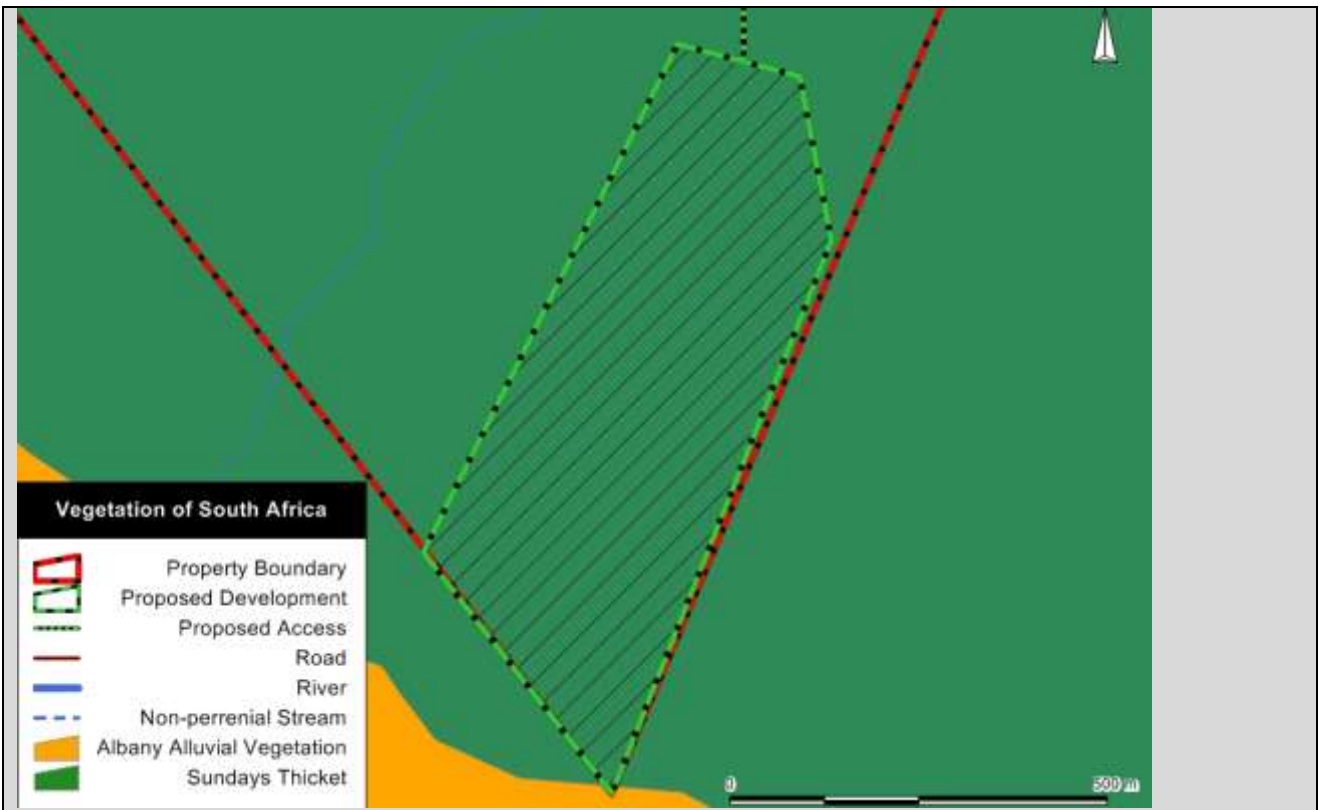 Vegetation of South Africa
Property Boundary
Proposed Development
Proposed Access
Road
River
Non-perrenial Stream
Albany Alluvial Vegetation
Sundays Thicket
0 500 m